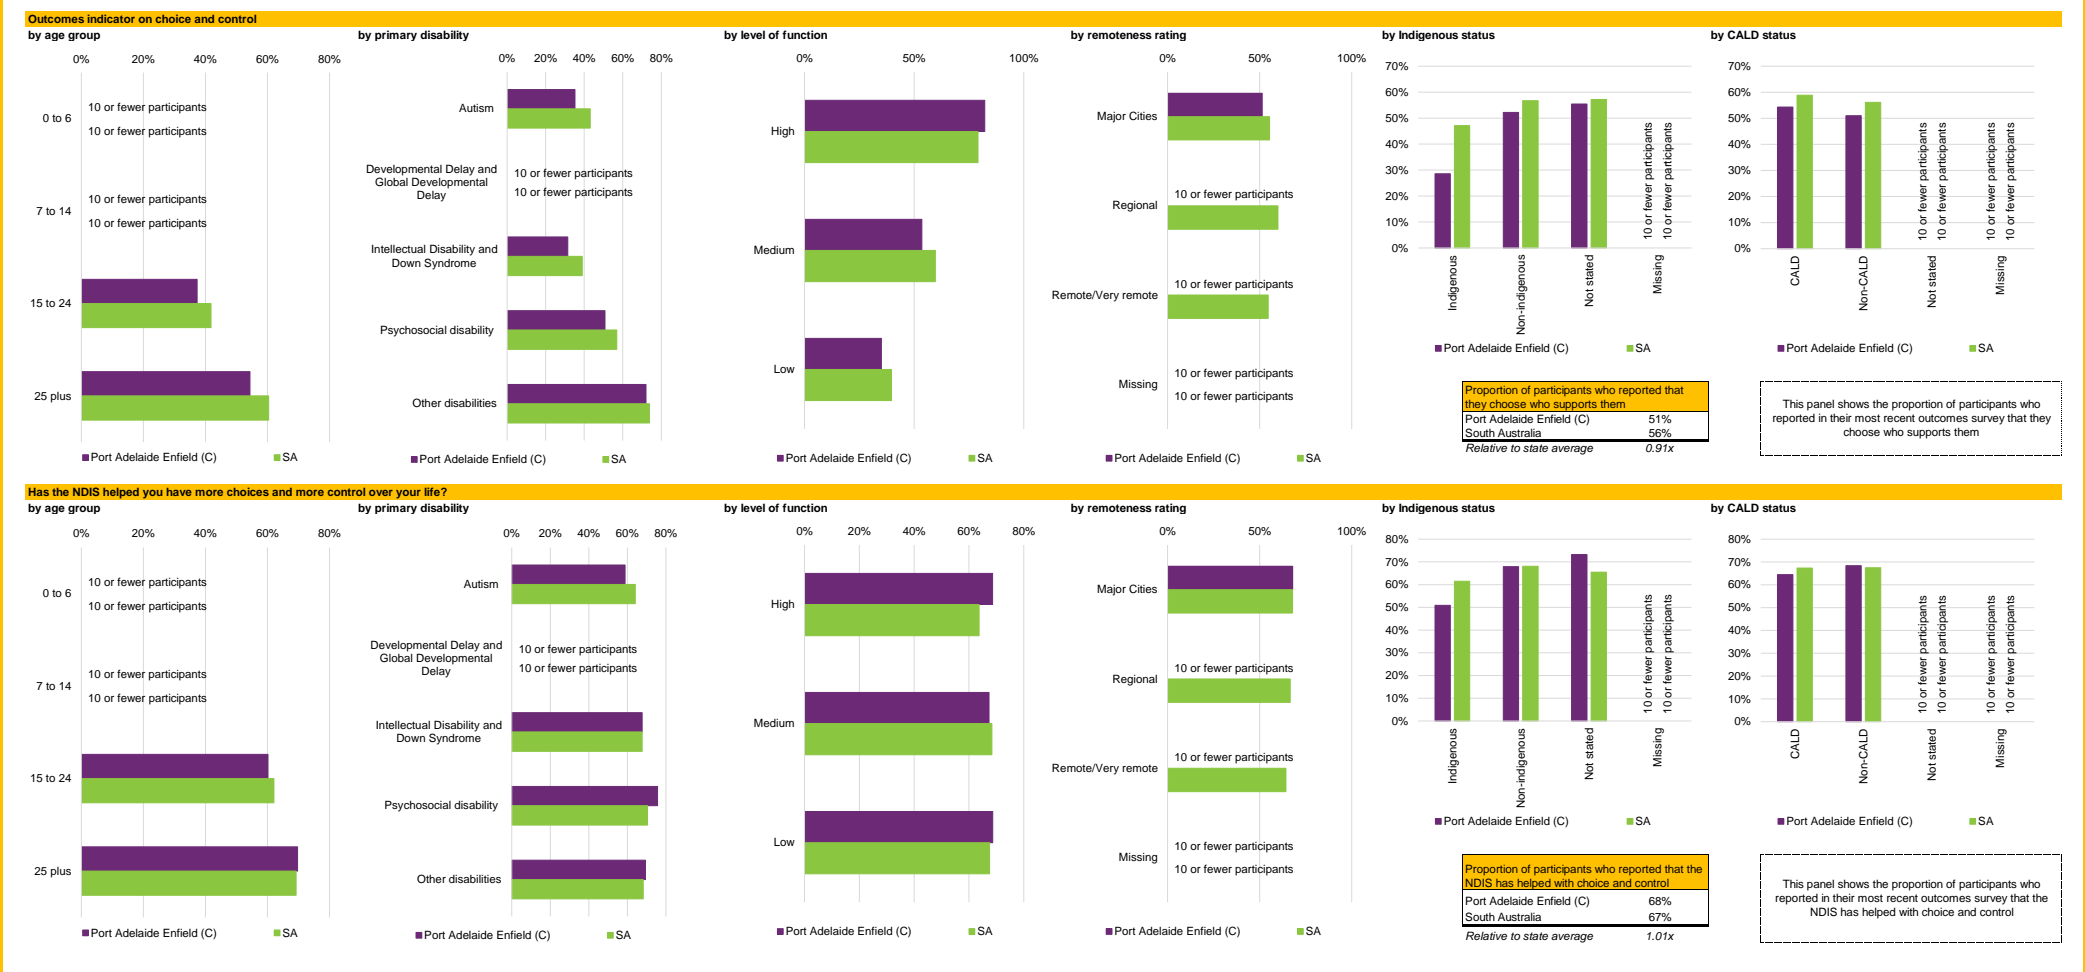 Outcomes indicator on choice and control
by age group
0% 20% 40% 60% 80%
0 to 6
10 or fewer participants
10 or fewer participants
7 to 14
10 or fewer participants
10 or fewer participants
15 to 24
25 plus
Port Adelaide Enfield (C) SA
by primary disability
0% 20% 40% 60% 80%
Autism
Developmental Delay and
Global Developmental
Delay
10 or fewer participants
10 or fewer participants
Intellectual Disability and
Down Syndrome
Psychosocial disability
Other disabilities
Port Adelaide Enfield (C) SA
by level of function
0% 50% 100%
High
Medium
Low
Port Adelaide Enfield (C) SA
by remoteness rating
0% 50% 100%
Major Cities
Regional
10 or fewer participants
Remote/Very remote
10 or fewer participants
Missing
10 or fewer participants
10 or fewer participants
Port Adelaide Enfield (C) SA
by Indigenous status
70%
60%
50%
40%
30%
20%
10%
0%
10 or fewer participants
10 or fewer participants
Indigenous
Non-indigenous
Not stated
Missing
Port Adelaide Enfield (C) SA
by CALD status
70%
60%
50%
40%
30%
20%
10%
0%
10 or fewer participants
10 or fewer participants
10 or fewer participants
10 or fewer participants
CALD
Non-CALD
Not stated
Missing
Port Adelaide Enfield (C) SA
Proportion of participants who reported that
they choose who supports them
Port Adelaide Enfield (C) 51%
South Australia 56%
Relative to state average 0.91x
This panel shows the proportion of participants who
reported in their most recent outcomes survey that they
choose who supports them
Has the NDIS helped you have more choices and more control over your life?
by age group
0% 20% 40% 60% 80%
0 to 6
10 or fewer participants
10 or fewer participants
7 to 14
10 or fewer participants
10 or fewer participants
15 to 24
25 plus
Port Adelaide Enfield (C) SA
by primary disability
0% 20% 40% 60% 80%
Autism
Developmental Delay and
Global Developmental
Delay
10 or fewer participants
10 or fewer participants
Intellectual Disability and
Down Syndrome
Psychosocial disability
Other disabilities
Port Adelaide Enfield (C) SA
by level of function
0% 20% 40% 60% 80%
High
Medium
Low
Port Adelaide Enfield (C) SA
by remoteness rating
0% 50% 100%
Major Cities
Regional
10 or fewer participants
Remote/Very remote
10 or fewer participants
Missing
10 or fewer participants
10 or fewer participants
Port Adelaide Enfield (C) SA
by Indigenous status
80%
70%
60%
50%
40%
30%
20%
10%
0%
10 or fewer participants
10 or fewer participants
Indigenous
Non-indigenous
Not stated
Missing
Port Adelaide Enfield (C) SA
by CALD status
80%
70%
60%
50%
40%
30%
20%
10%
0%
10 or fewer participants
10 or fewer participants
10 or fewer participants
10 or fewer participants
CALD
Non-CALD
Not stated
Missing
Port Adelaide Enfield (C) SA
Proportion of participants who reported that the
NDIS has helped with choice and control
Port Adelaide Enfield (C) 68%
South Australia 67%
Relative to state average 1.01x
This panel shows the proportion of participants who
reported in their most recent outcomes survey that the
NDIS has helped with choice and control